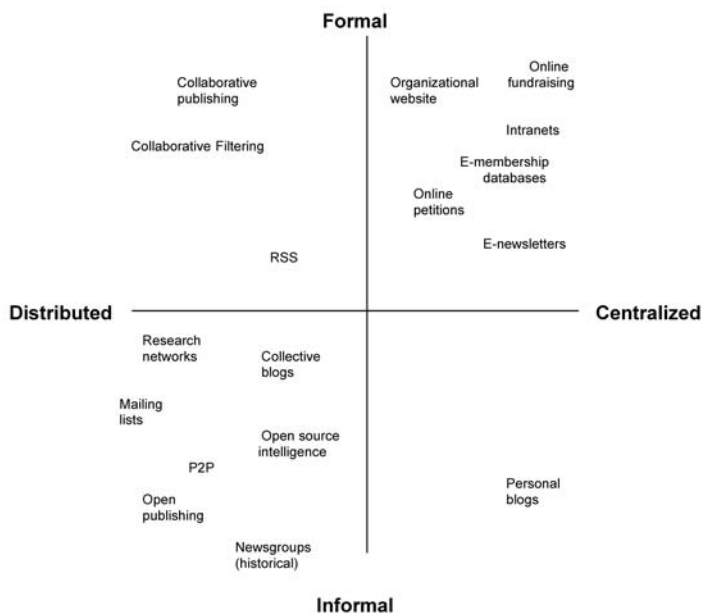 Formal
Collaborative
publishing
Organizational
website
Online
fundraising
Collaborative Filtering
Intranets
E-membership
databases
Online
petitions
E-newsletters
RSS
Distributed
Centralized
Research
networks
Collective
blogs
Mailing
lists
Open source
intelligence
P2P
Personal
blogs
Open
publishing
Newsgroups
(historical)
Informal